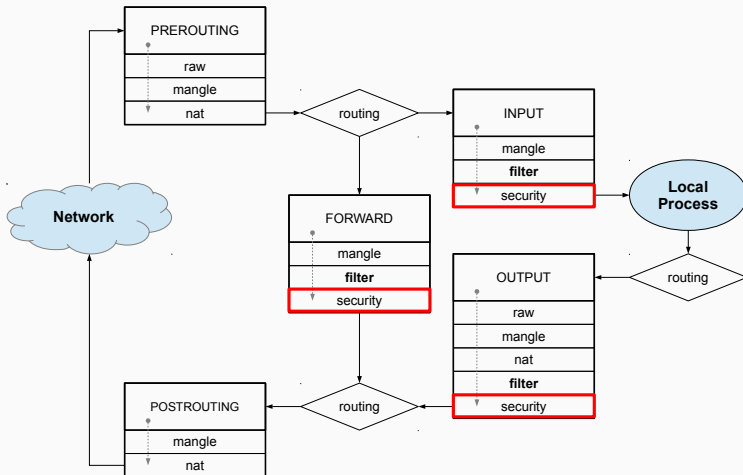 PREROUTING
raw
mangle
nat
routing
INPUT
mangle
filter
security
Local
Process
Network
FORWARD
mangle
filter
security
routing
OUTPUT
raw
mangle
nat
filter
security
routing
POSTROUTING
mangle
nat